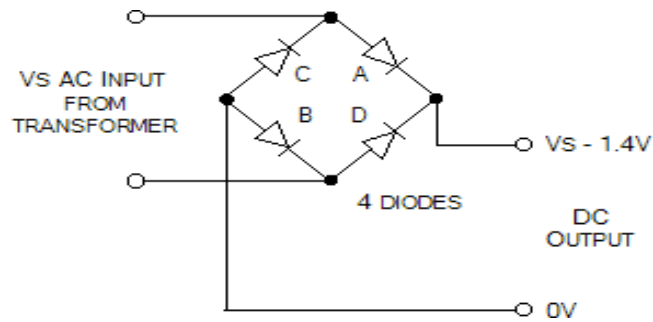 VS AC INPUT
FROM
TRANSFORMER
C
A
B
D
4 DIODES
VS - 1.4V
DC
OUTPUT
0V